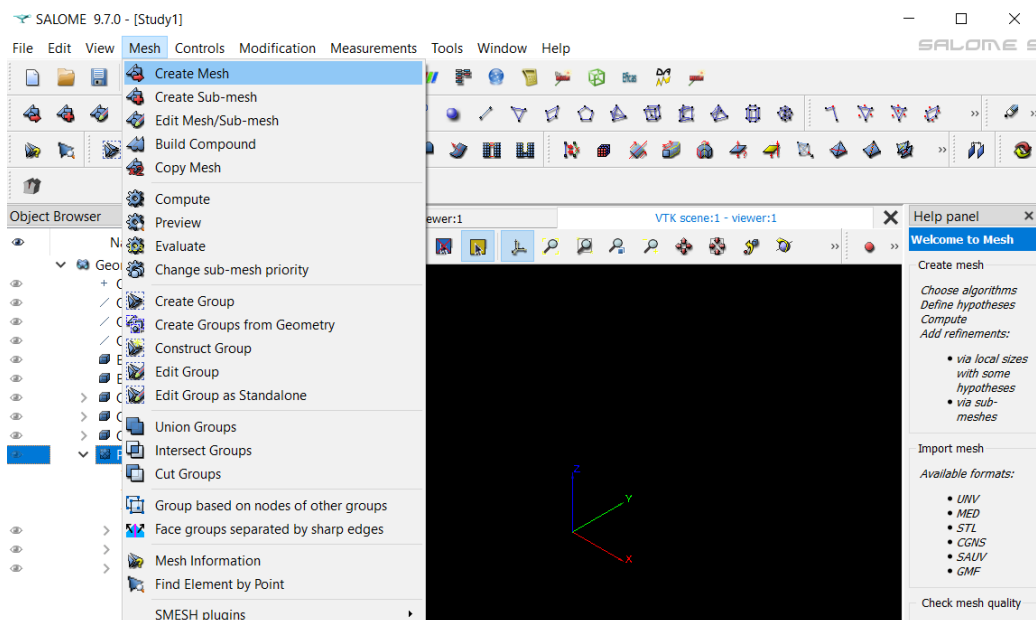 SALOME 9.7.0 - [Study1]
File Edit View Mesh Controls Modification Measurements Tools Window Help
SALOME
Create Mesh
Create Sub-mesh
Edit Mesh/Sub-mesh
Build Compound
Copy Mesh
Compute
Preview
Evaluate
Change sub-mesh priority
Create Group
Create Groups from Geometry
Construct Group
Edit Group
Edit Group as Standalone
Union Groups
Intersect Groups
Cut Groups
Group based on nodes of other groups
Face groups separated by sharp edges
Mesh Information
Find Element by Point
SMESH plugins
Object Browser
ewer:1
VTK scene:1 - viewer:1
Z
Y
X
Help panel
Welcome to Mesh
Create mesh
Choose algorithms
Define hypotheses
Compute
Add refinements:
• via local sizes
with some
hypotheses
• via sub-
meshes
Import mesh
Available formats:
• UNV
• MED
• STL
• CGNS
• SAUV
• GMF
Check mesh quality